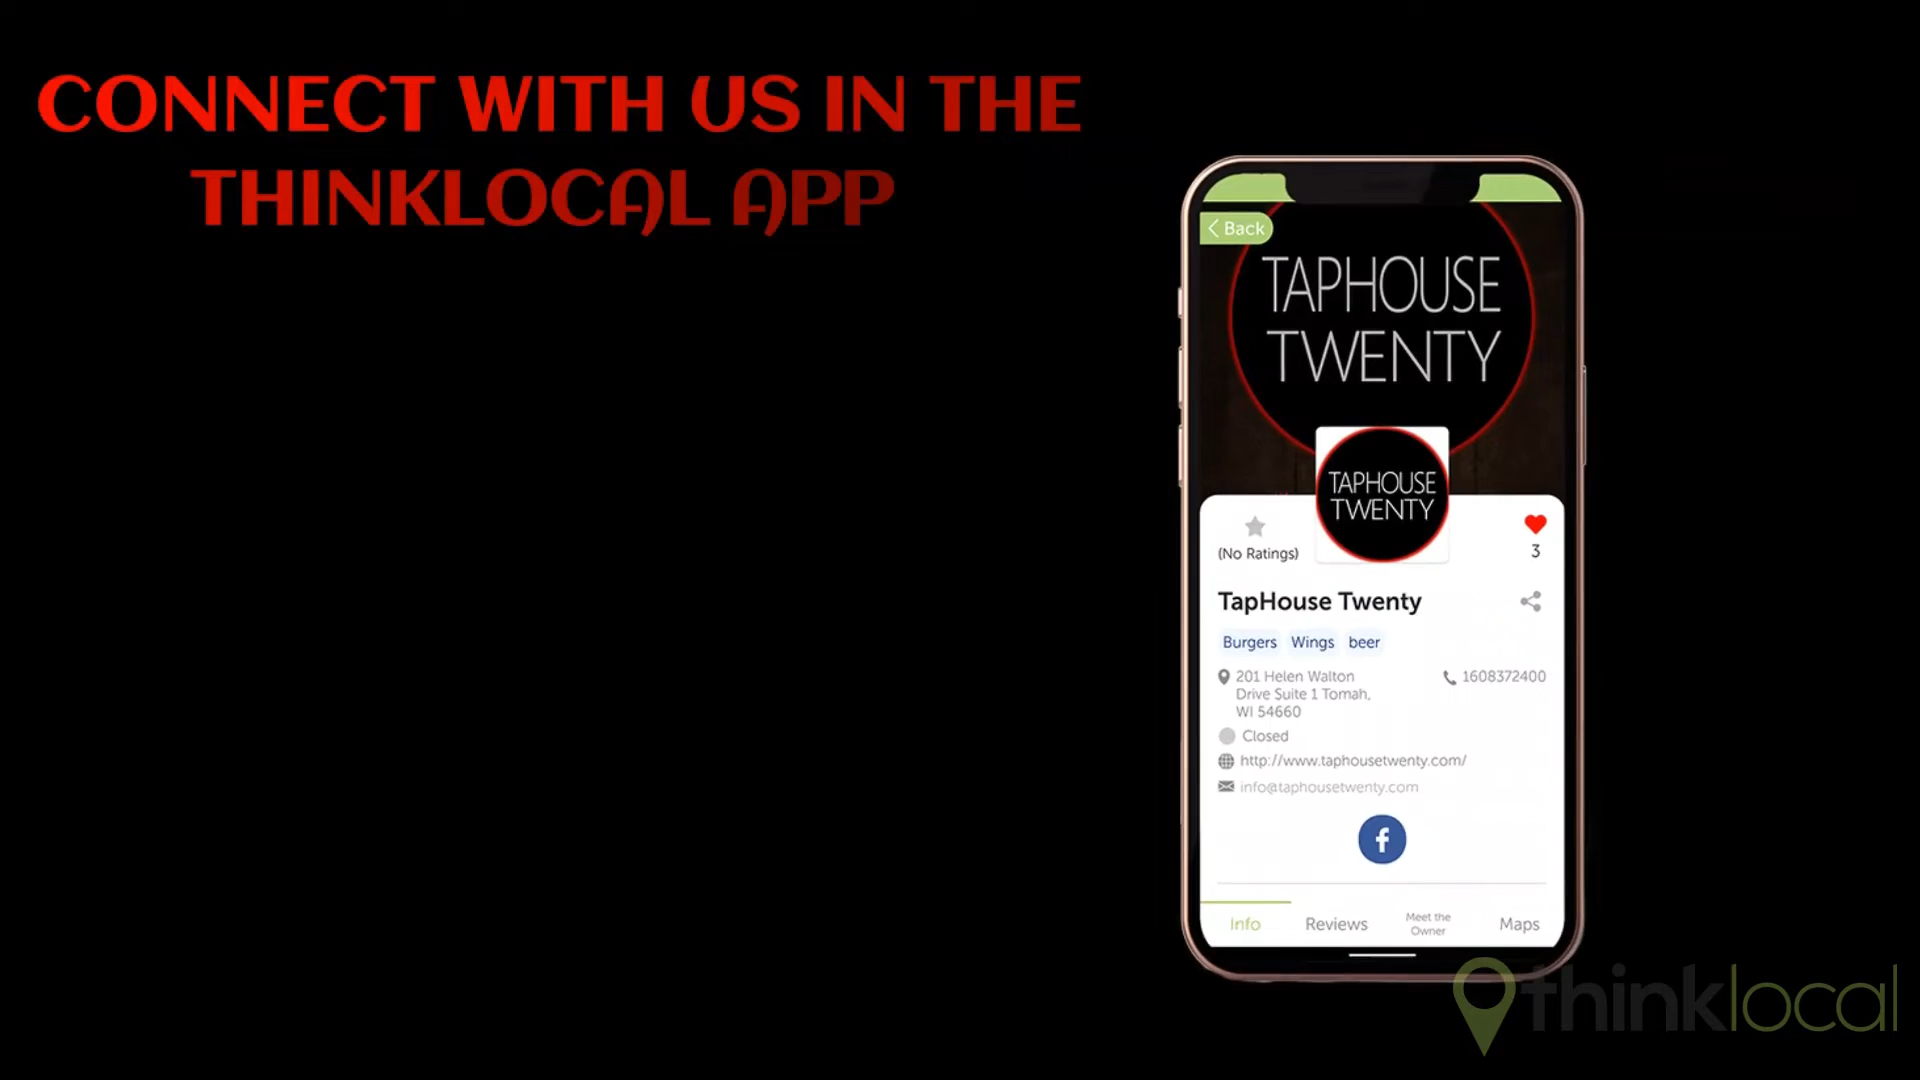 CONNECT WITH US IN THE
THINKLOCAL APP
Back
TAPHOUSE
TWENTY
TAPHOUSE
TWENTY
(No Ratings)
3
TapHouse Twenty
Burgers Wings beer
201 Helen Walton
Drive Suite 1 Tomah,
WI 54660
1608372400
Closed
http://www.taphousetwenty.com/
info@taphousetwenty.com
f
Info Reviews Meet the Owner Maps
thinklocal